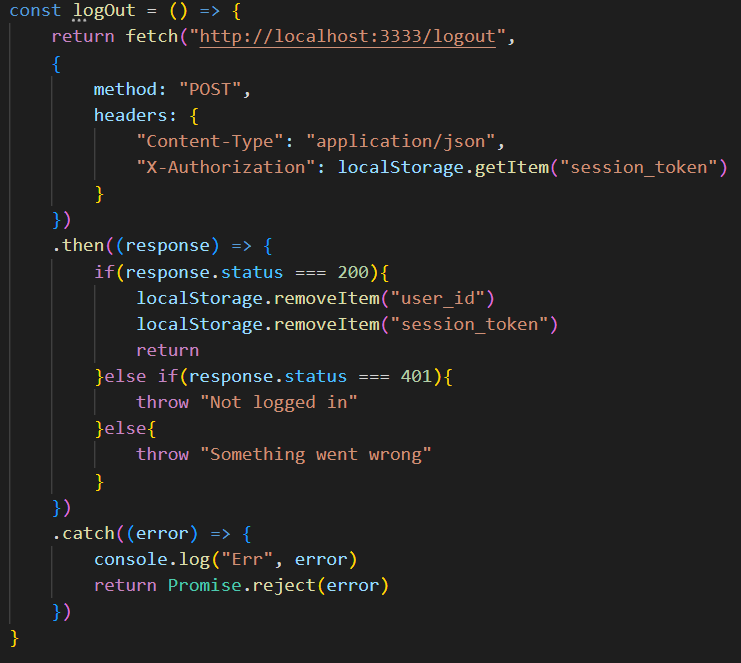 const logOut = () => {
    return fetch("http://localhost:3333/logout",
    {
        method: "POST",
        headers: {
            "Content-Type": "application/json",
            "X-Authorization": localStorage.getItem("session_token")
        }
    })
    .then((response) => {
        if(response.status === 200){
            localStorage.removeItem("user_id")
            localStorage.removeItem("session_token")
            return
        }else if(response.status === 401){
            throw "Not logged in"
        }else{
            throw "Something went wrong"
        }
    })
    .catch((error) => {
        console.log("Err", error)
        return Promise.reject(error)
    })
}